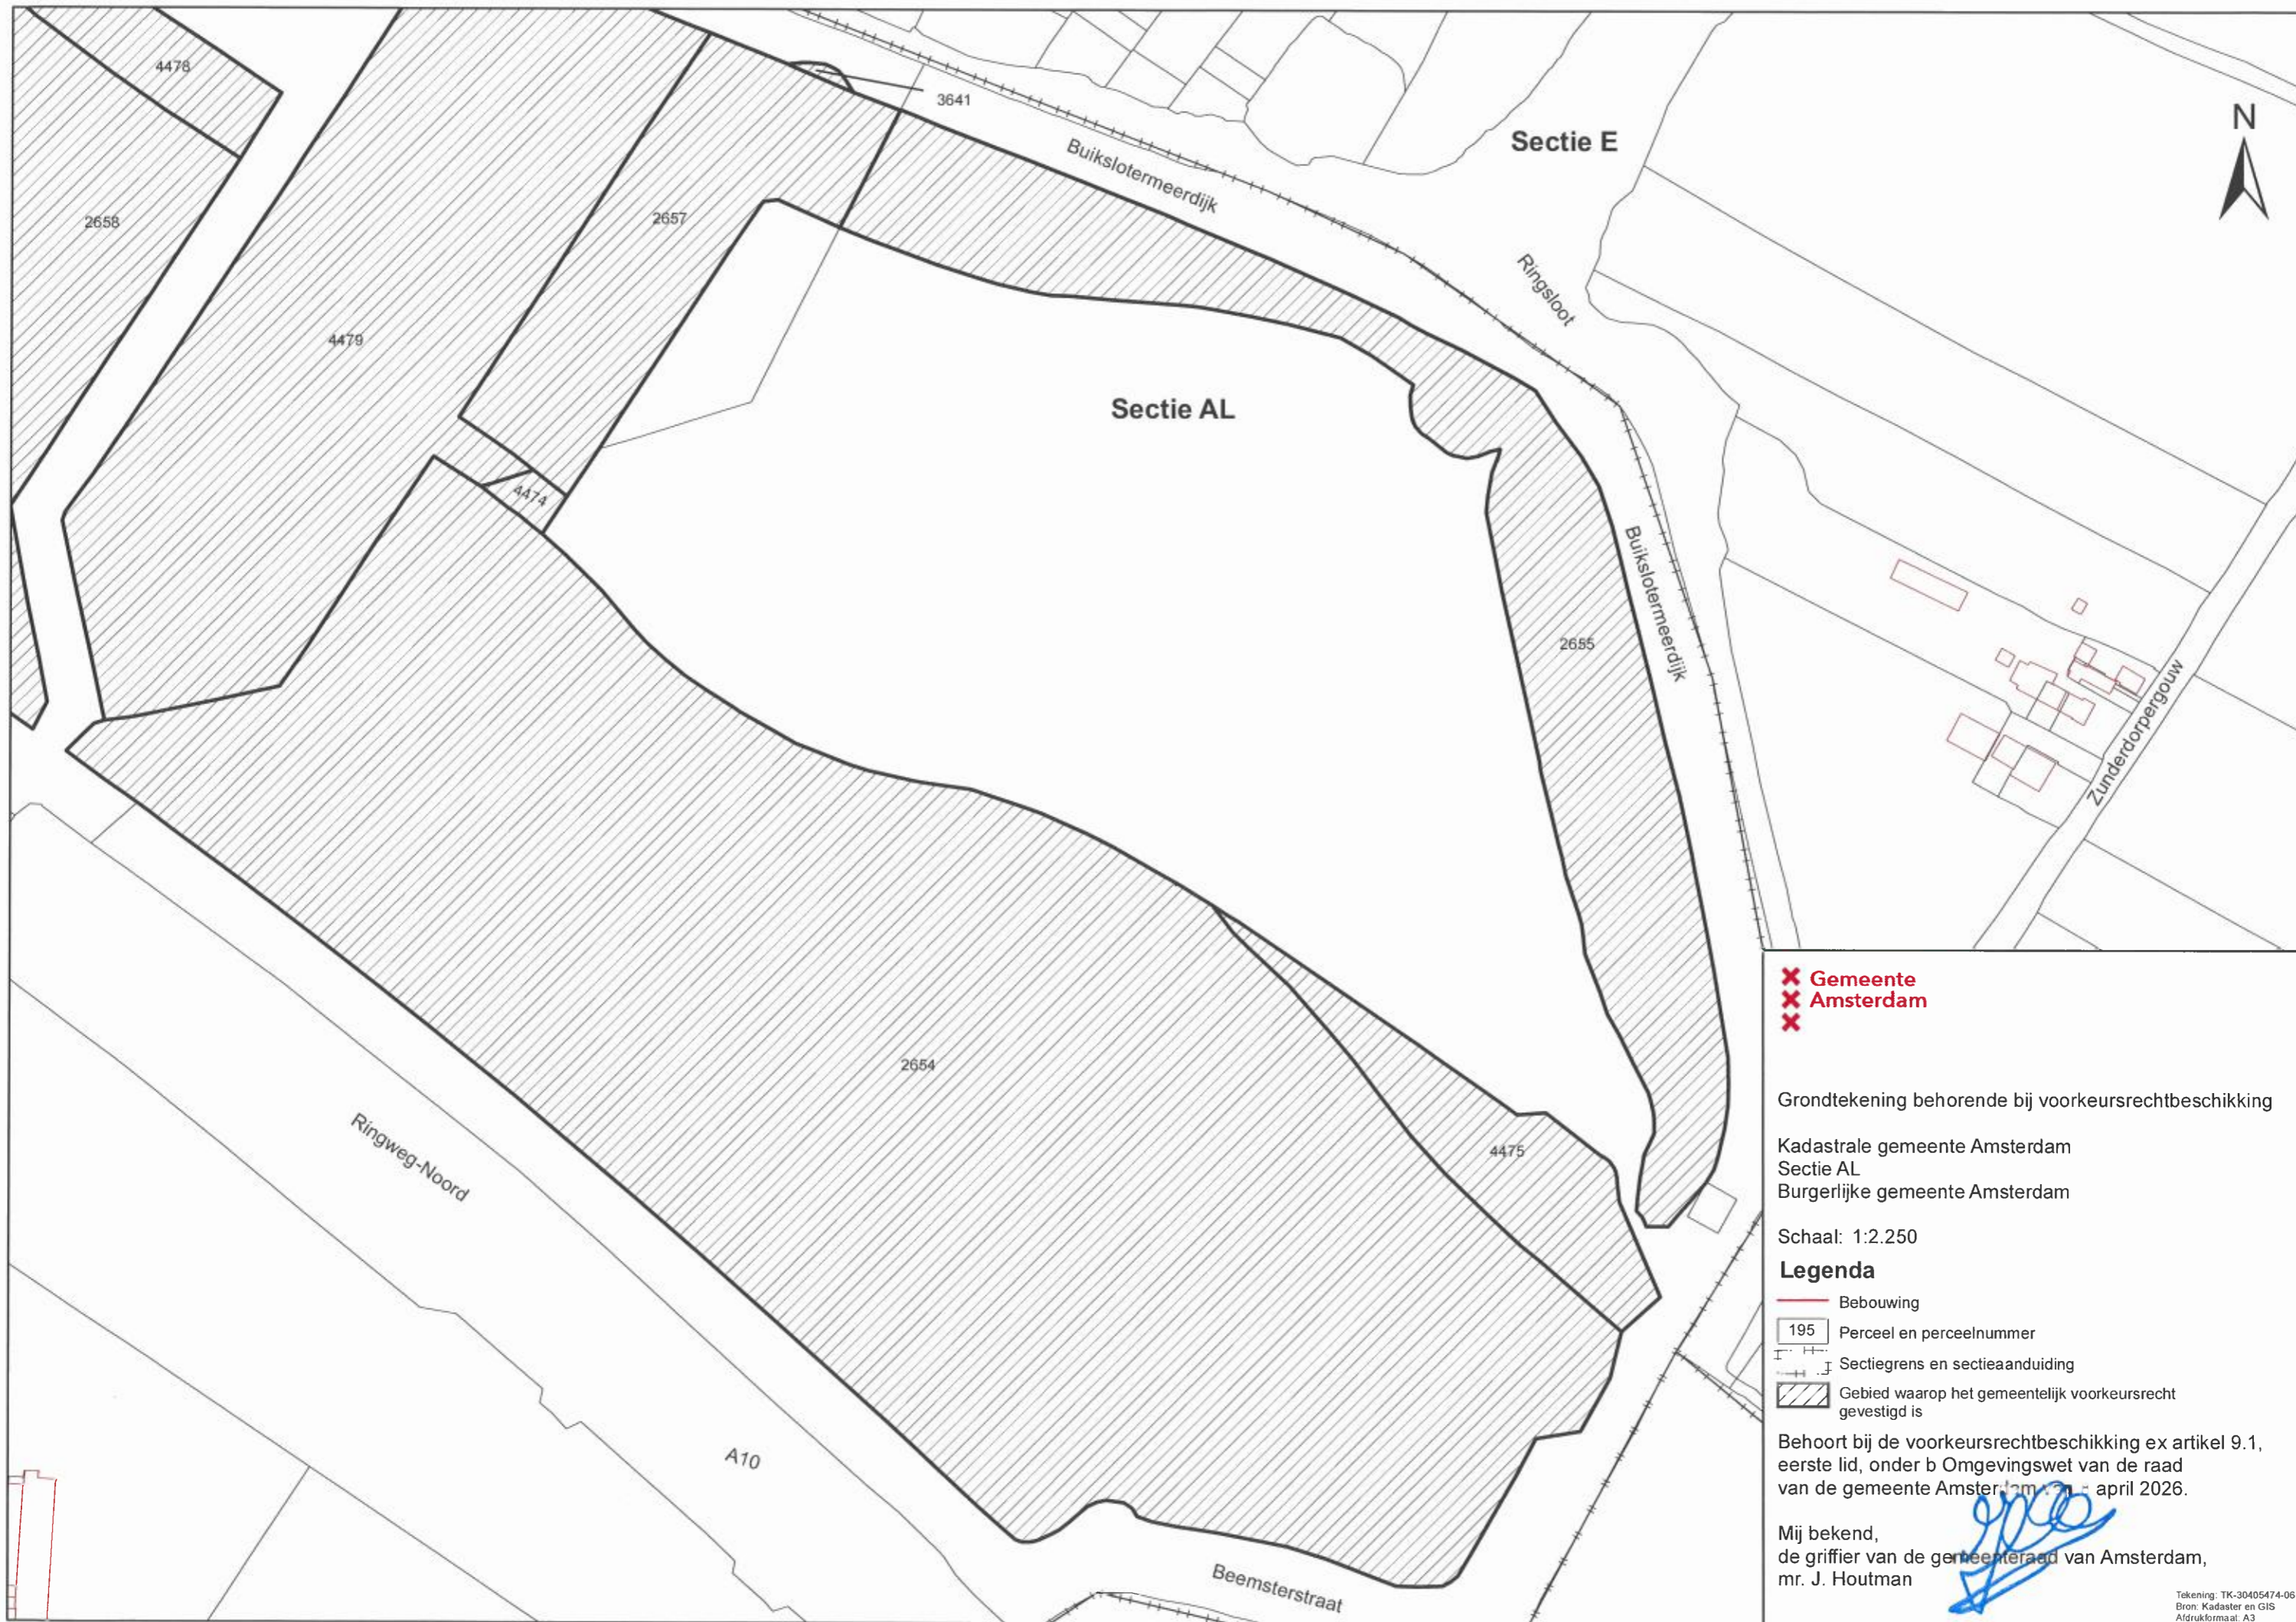 4478
3641
Sectie E
N
Buikslotermeerdijk
2658
2657
Ringsloot
4479
Sectie AL
4474
Buikslotermeerdijk
2655
Zunderdorpergouw
2654
4475
Ringweg-Noord
A10
Beemsterstraat
Gemeente
Amsterdam
Grondtekening behorende bij voorkeursrechtbeschikking
Kadastrale gemeente Amsterdam
Sectie AL
Burgerlijke gemeente Amsterdam
Schaal: 1:2.250
Legenda
Bebouwing
195 Perceel en perceelnummer
Sectiegrens en sectieaanduiding
Gebied waarop het gemeentelijk voorkeursrecht
gevestigd is
Behoort bij de voorkeursrechtbeschikking ex artikel 9.1,
eerste lid, onder b Omgevingswet van de raad
van de gemeente Amsterdam van april 2026.
Mij bekend,
de griffier van de gemeenteraad van Amsterdam,
mr. J. Houtman
Tekening: TK-30405474-06
Bron: Kadaster en GIS
Afdrukformaat: A3